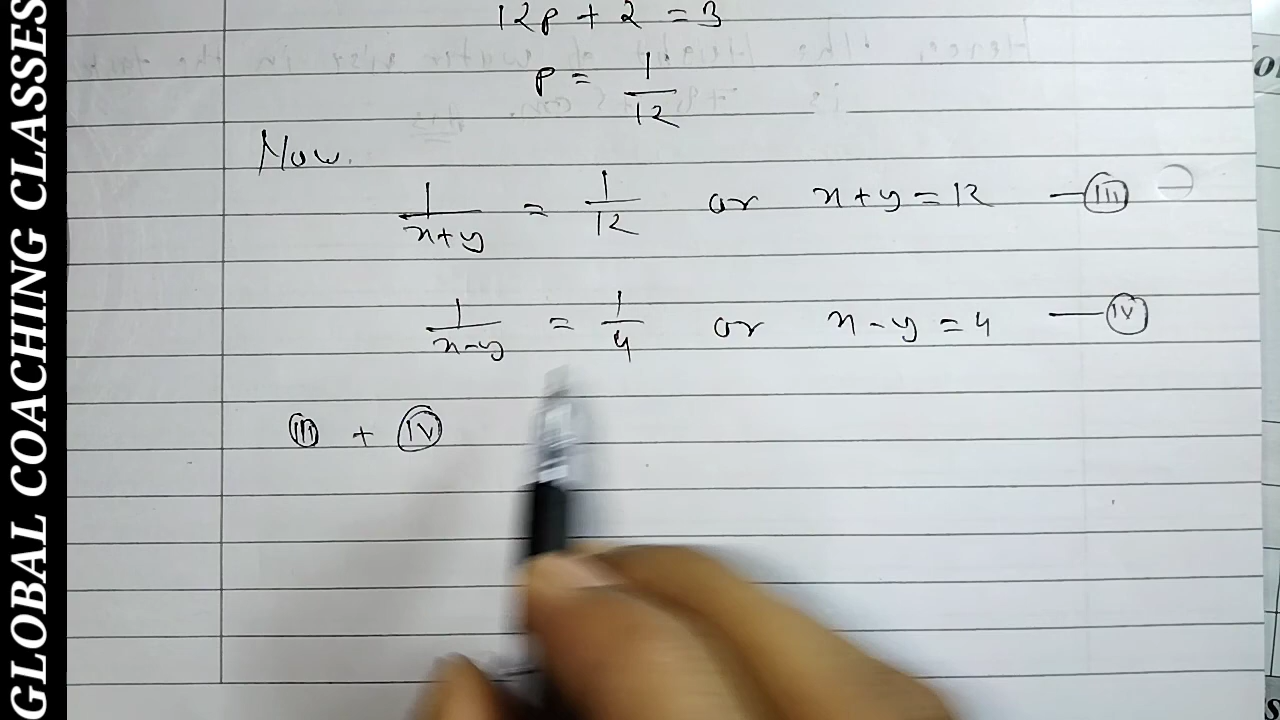 GLOBAL COACHING CLASSES
12p + 2 = 3
p = 1/12
Now.
1/(x+y) = 1/12 or x+y = 12 — (III)
1/(x-y) = 1/4 or x-y = 4 — (IV)
(III) + (IV)